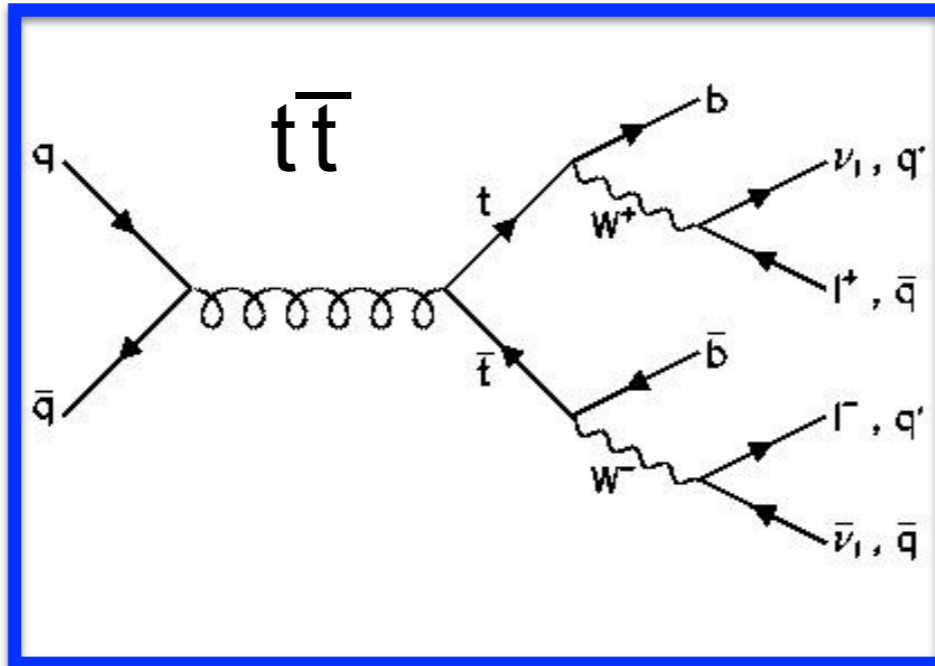 tt̅
b
q
ν_l , q'
t
W⁺
l⁺ , q̅
t̅
b̅
q̅
l⁻ , q'
W⁻
ν̅_l , q̅